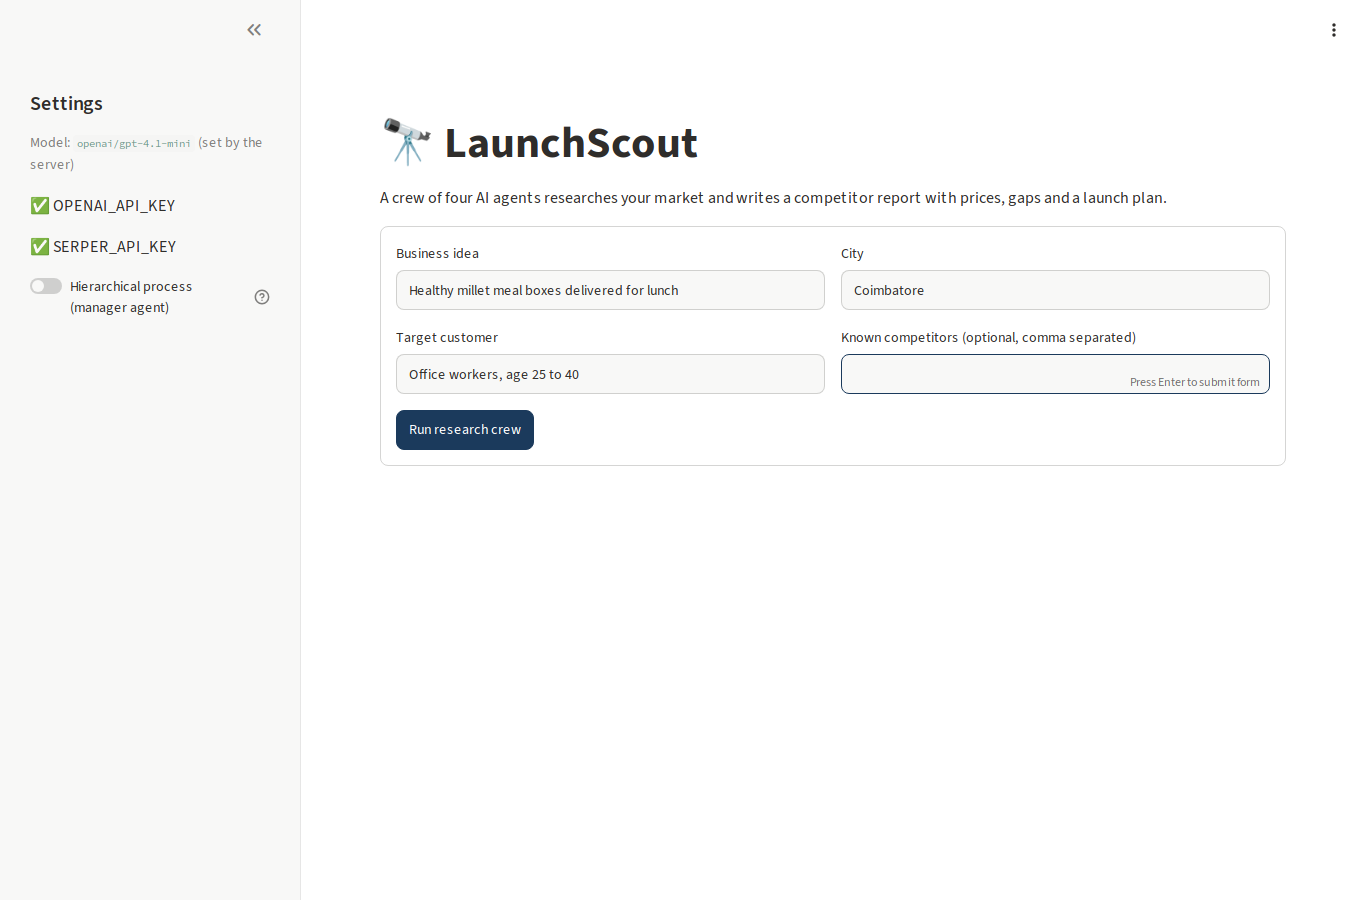 Settings
Model: openai/gpt-4.1-mini (set by the
server)
✅ OPENAI_API_KEY
✅ SERPER_API_KEY
Hierarchical process
(manager agent)
LaunchScout
A crew of four AI agents researches your market and writes a competitor report with prices, gaps and a launch plan.
Business idea
Healthy millet meal boxes delivered for lunch
City
Coimbatore
Target customer
Office workers, age 25 to 40
Known competitors (optional, comma separated)
Press Enter to submit form
Run research crew